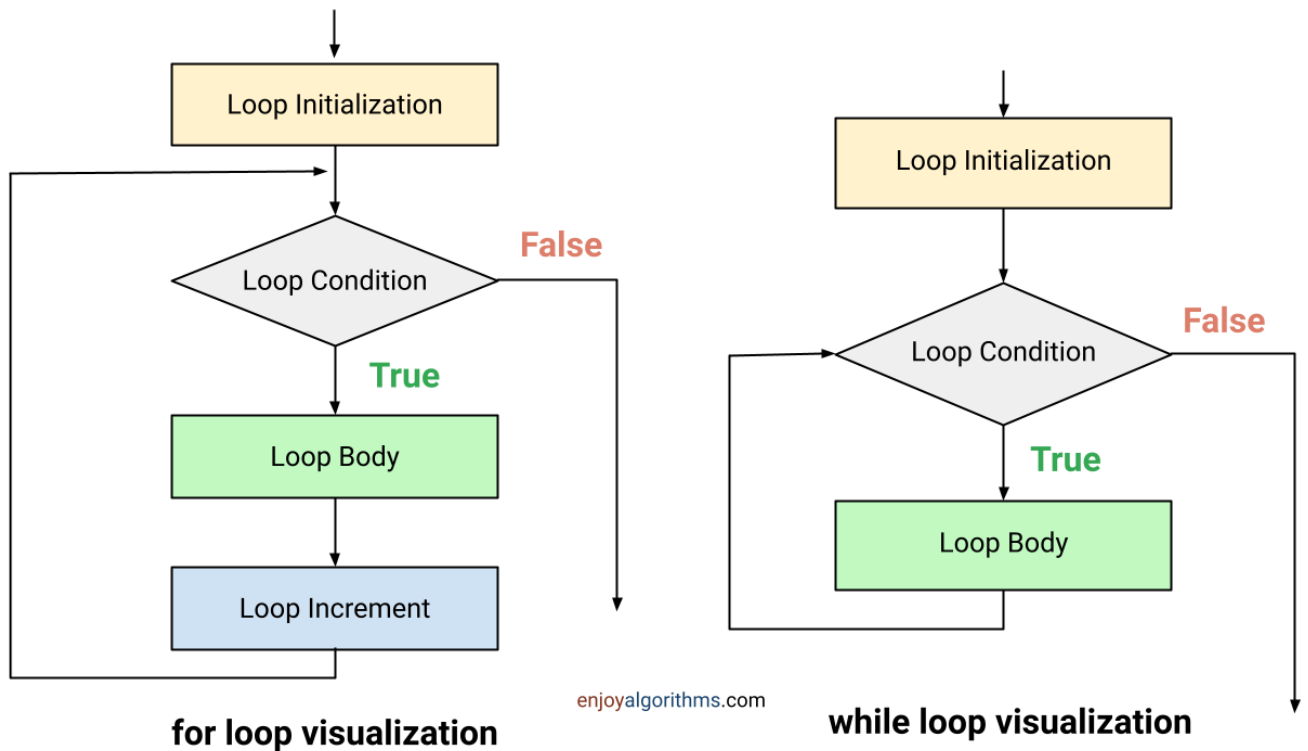 Loop Initialization
Loop Condition
False
True
Loop Body
Loop Increment
for loop visualization
Loop Initialization
Loop Condition
False
True
Loop Body
while loop visualization
enjoyalgorithms.com